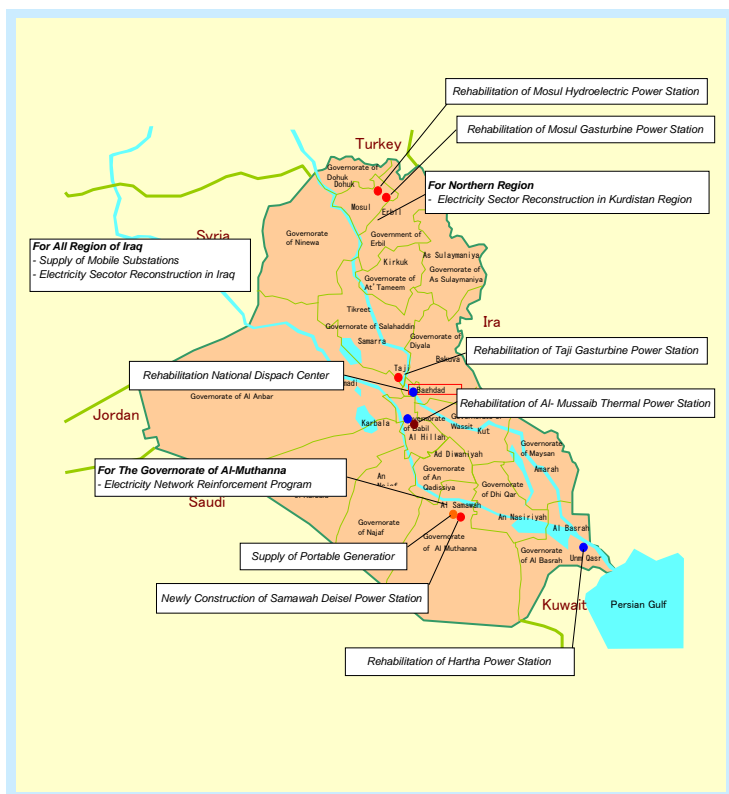 Rehabilitation of Mosul Hydroelectric Power Station
Rehabilitation of Mosul Gasturbine Power Station
Turkey
Governorate of
Dohuk
Dohuk
For Northern Region
- Electricity Sector Reconstruction in Kurdistan Region
Mosul
Erbil
Syria
Governorate
of Ninewa
Government of
Erbil
For All Region of Iraq
- Supply of Mobile Substations
- Electricity Secotor Reconstruction in Iraq
As Sulaymaniya
Kirkuk
Governorate of
As Sulaymaniya
Governorate of
At'Tameem
Tikreet
Ira
Governorate of Salahaddin
Samarra
Governorate of
Diyala
Bakuva
Rehabilitation of Taji Gasturbine Power Station
Taji
Rehabilitation National Dispach Center
Governorate of Al Anbar
madi
Bazhdad
Rehabilitation of Al- Mussaib Thermal Power Station
Jordan
Karbala
vernorate
of Babil
Al Hillah
Wassit
Kut
Governorate
of Maysan
Ad Diwaniyah
Amarah
For The Governorate of Al-Muthanna
- Electricity Network Reinforcement Program
An
Governorate
of An
Qadissiya
Governorate
of Dhi Qar
Saudi
Al Samawah
An Nasiriyah
Al Basrah
Governorate
of Najaf
Governorate
of Al Muthanna
Supply of Portable Generatior
Governorate
of Al Basrah
Umm Qasr
Newly Construction of Samawah Deisel Power Station
Kuwait
Persian Gulf
Rehabilitation of Hartha Power Station